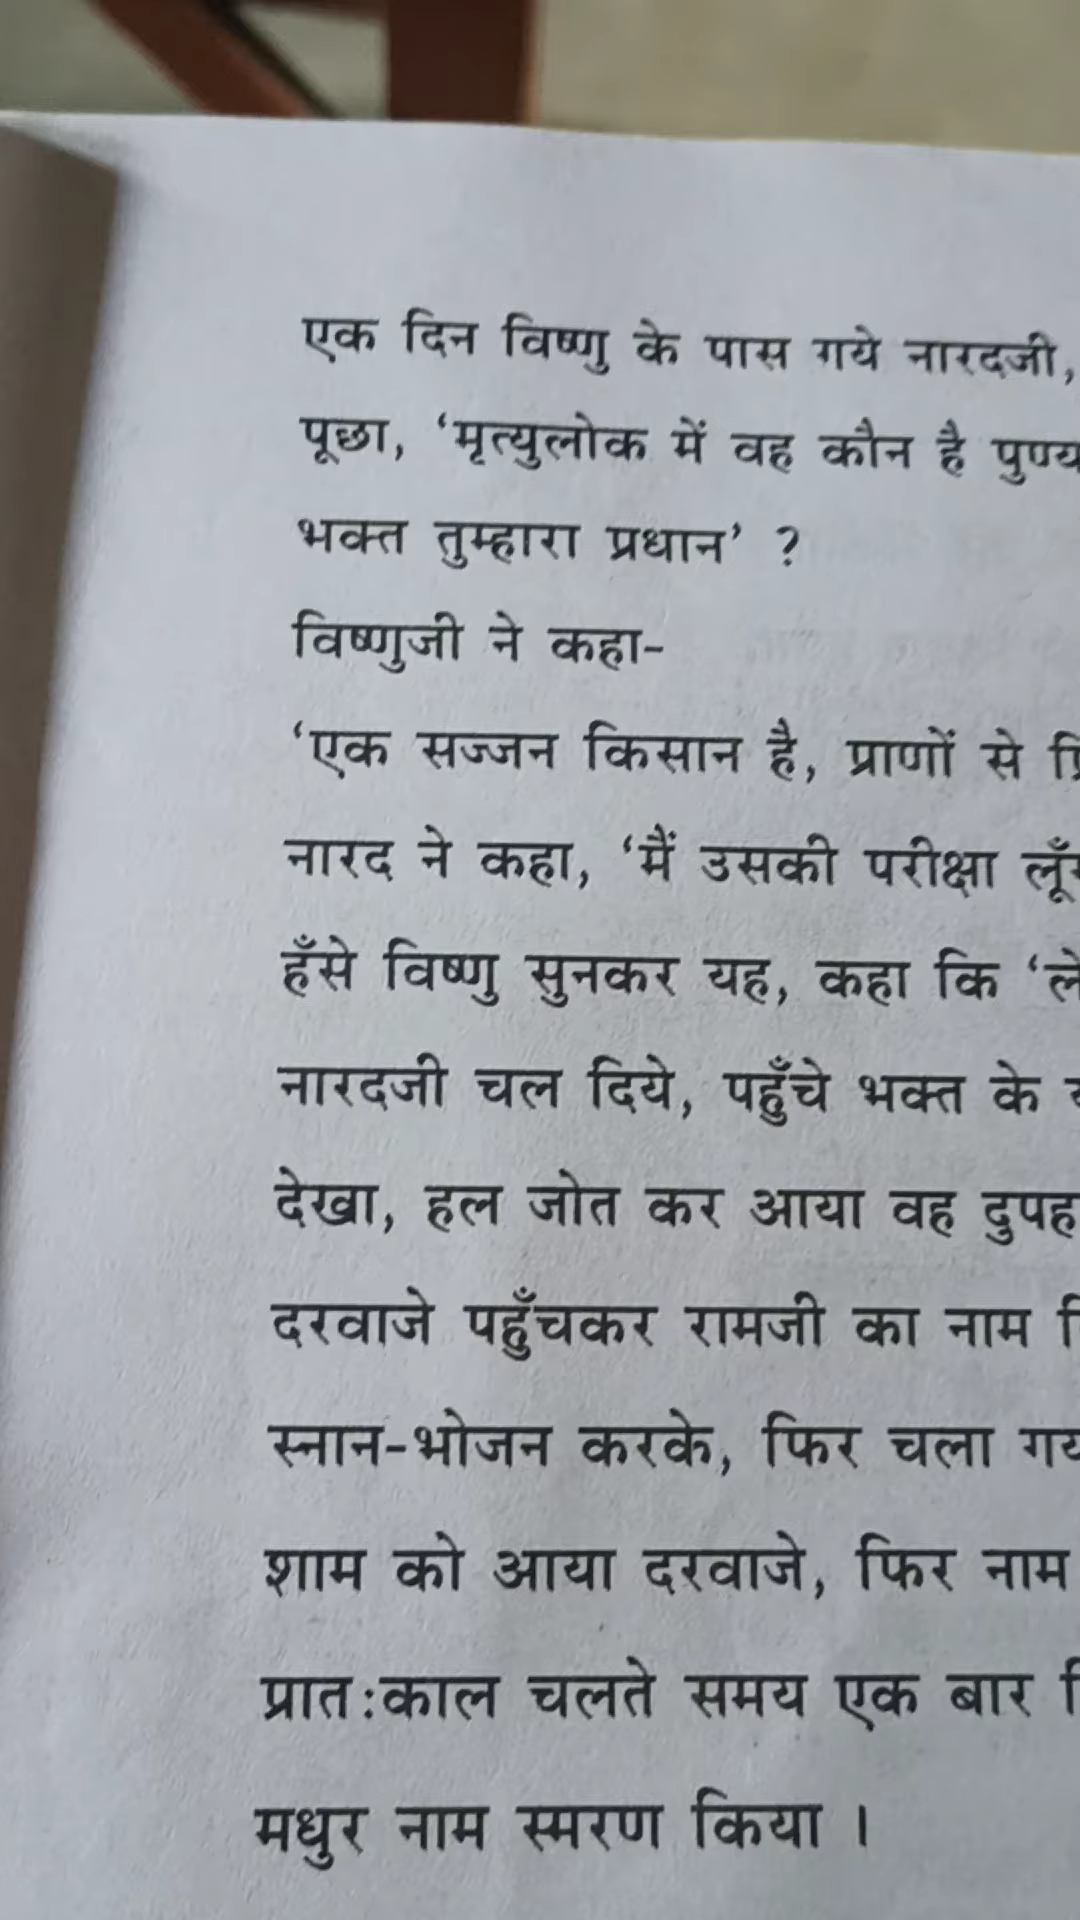 एक दिन विष्णु के पास गये नारदजी,
पूछा, ‘मृत्युलोक में वह कौन है पुण्य
भक्त तुम्हारा प्रधान’ ?
विष्णुजी ने कहा-
‘एक सज्जन किसान है, प्राणों से
नारद ने कहा, ‘मैं उसकी परीक्षा
हँसे विष्णु सुनकर यह, कहा कि ‘ले
नारदजी चल दिये, पहुँचे भक्त के
देखा, हल जोत कर आया वह दुपह
दरवाजे पहुँचकर रामजी का नाम
स्नान-भोजन करके, फिर चला गय
शाम को आया दरवाजे, फिर नाम
प्रातःकाल चलते समय एक बार
मधुर नाम स्मरण किया ।